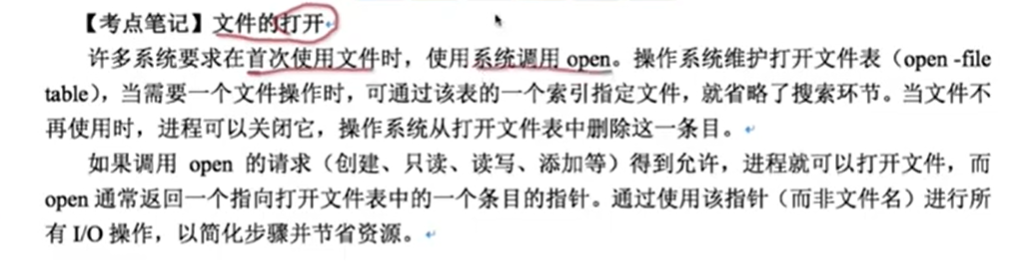 【考点笔记】文件的打开
许多系统要求在首次使用文件时，使用系统调用 open。操作系统维护打开文件表（open -file
table），当需要一个文件操作时，可通过该表的一个索引指定文件，就省略了搜索环节。当文件不
再使用时，进程可以关闭它，操作系统从打开文件表中删除这一条目。
如果调用 open 的请求（创建、只读、读写、添加等）得到允许，进程就可以打开文件，而
open 通常返回一个指向打开文件表中的一个条目的指针。通过使用该指针（而非文件名）进行所
有 I/O 操作，以简化步骤并节省资源。